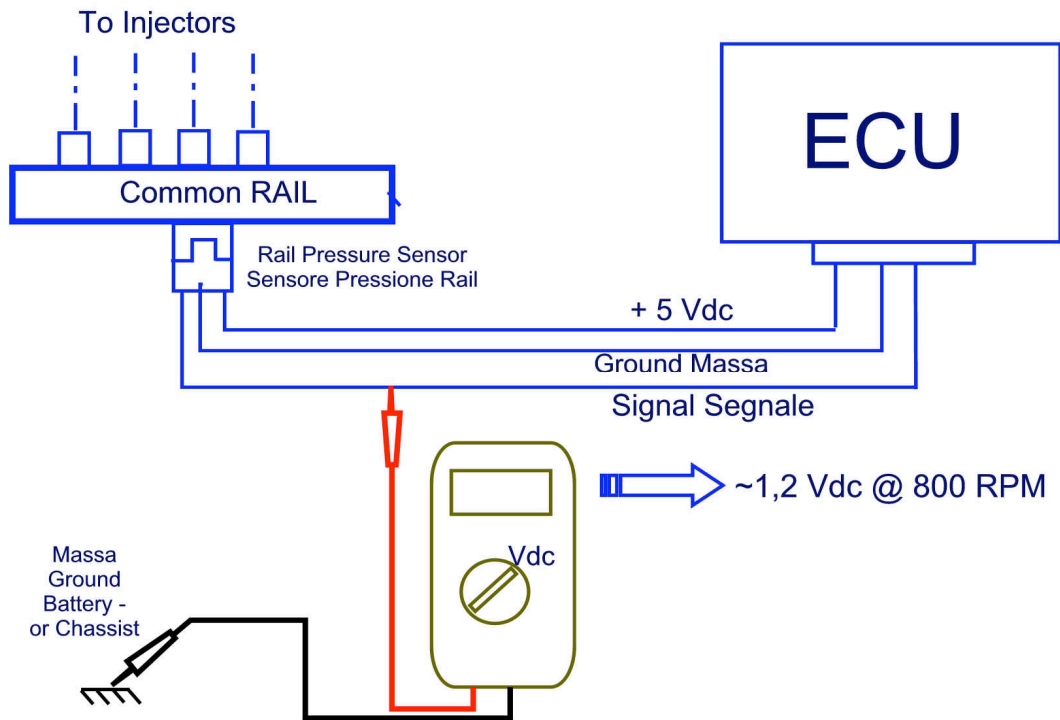 To Injectors
ECU
Common RAIL
Rail Pressure Sensor
Sensore Pressione Rail
+ 5 Vdc
Ground Massa
Signal Segnale
~1,2 Vdc @ 800 RPM
Vdc
Massa
Ground
Battery -
or Chassist